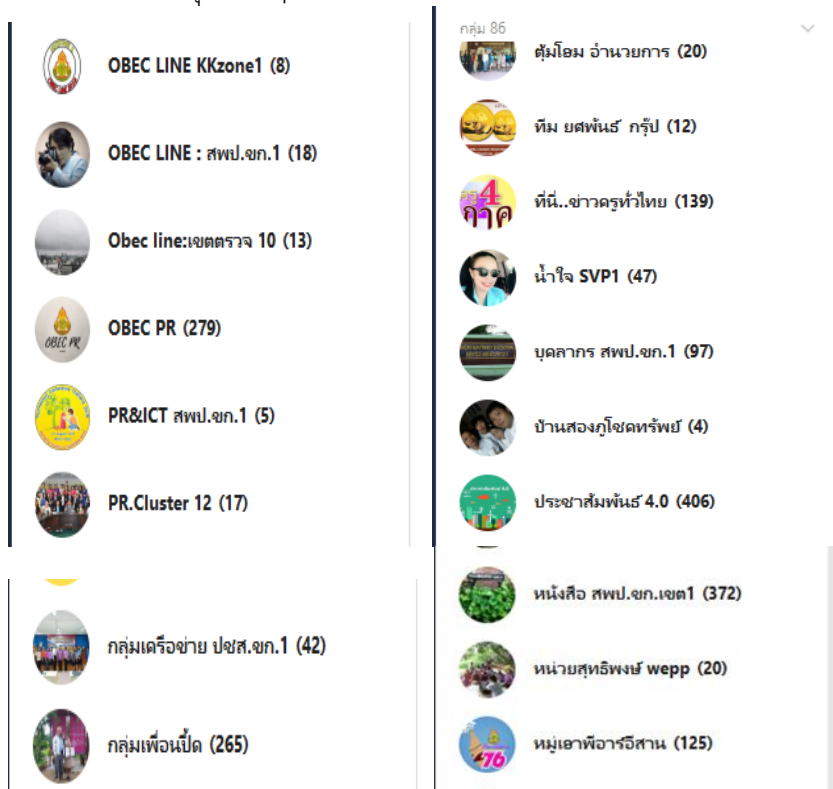 OBEC LINE KKzone1 (8)
OBEC LINE : สพป.ขก.1 (18)
Obec line:เขตตรวจ 10 (13)
OBEC PR
OBEC PR (279)
PR&ICT สพป.ขก.1 (5)
PR.Cluster 12 (17)
กลุ่มเครือข่าย ปชส.ขก.1 (42)
กลุ่มเพื่อนปี้ด (265)
กลุ่ม 86
ตุ้มโฮม อำนวยการ (20)
ทีม ยศพันธ์ กรุ๊ป (12)
4
ภาค
ที่นี่..ข่าวครูทั่วไทย (139)
น้ำใจ SVP1 (47)
บุคลากร สพป.ขก.1 (97)
บ้านสองภูโชคทรัพย์ (4)
ประชาสัมพันธ์ 4.0 (406)
หนังสือ สพป.ขก.เขต1 (372)
หน่วยสุทธิพงษ์ wepp (20)
76
หมู่เฮาพีอาร์อีสาน (125)